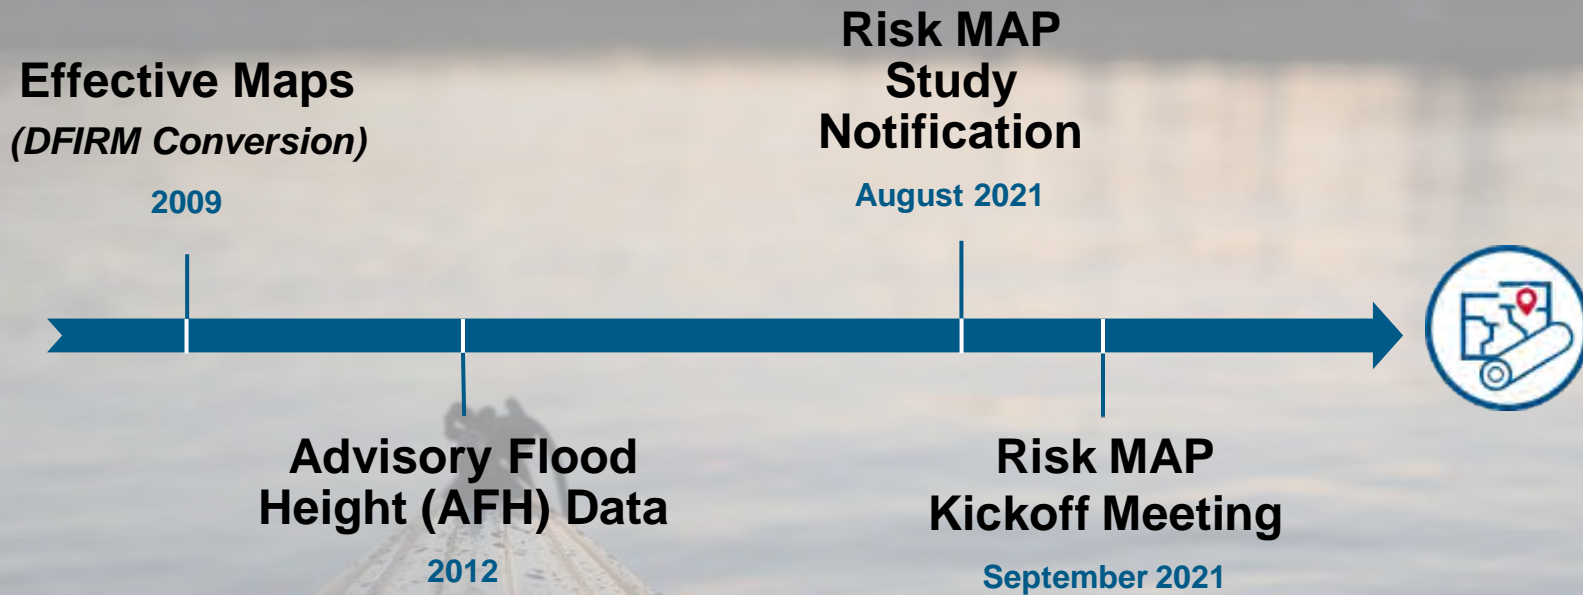 Effective Maps
(DFIRM Conversion)
2009
Advisory Flood
Height (AFH) Data
2012
Risk MAP
Study
Notification
August 2021
Risk MAP
Kickoff Meeting
September 2021